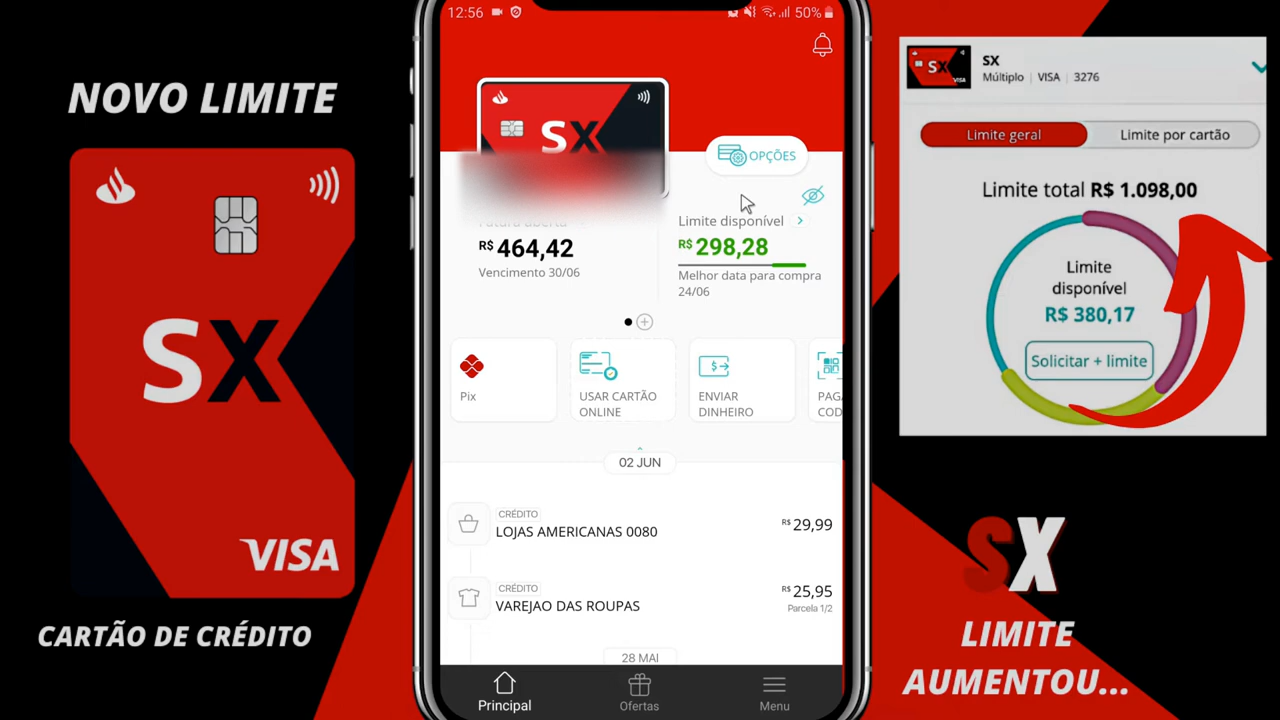 NOVO LIMITE
SX
VISA
CARTÃO DE CRÉDITO
12:56
50%
SX
OPÇÕES
R$ 464,42
Vencimento 30/06
Limite disponível
R$ 298,28
Melhor data para compra
24/06
Pix
USAR CARTÃO
ONLINE
ENVIAR
DINHEIRO
PAGA
COD
02 JUN
CRÉDITO
LOJAS AMERICANAS 0080
R$ 29,99
CRÉDITO
VAREJAO DAS ROUPAS
R$ 25,95
Parcela 1/2
28 MAI
Principal
Ofertas
Menu
SX
VISA
SX
Múltiplo | VISA | 3276
Limite geral
Limite por cartão
Limite total R$ 1.098,00
Limite
disponível
R$ 380,17
Solicitar + limite
SX
LIMITE
AUMENTOU...